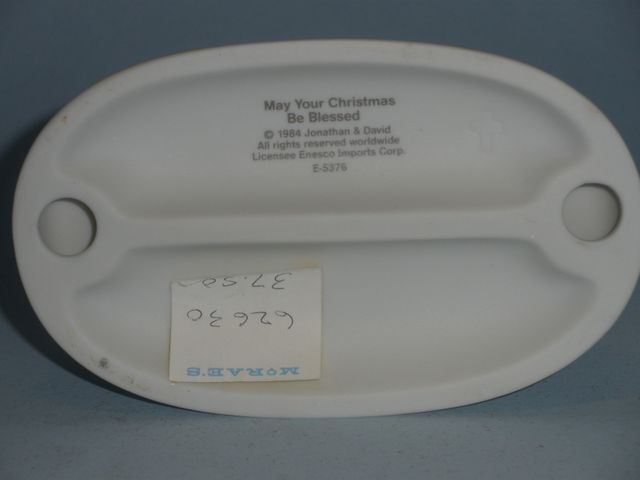 May Your Christmas
Be Blessed
© 1984 Jonathan & David
All rights reserved worldwide
Licensee Enesco Imports Corp.
E-5376
McRAE'S
62630
37.50